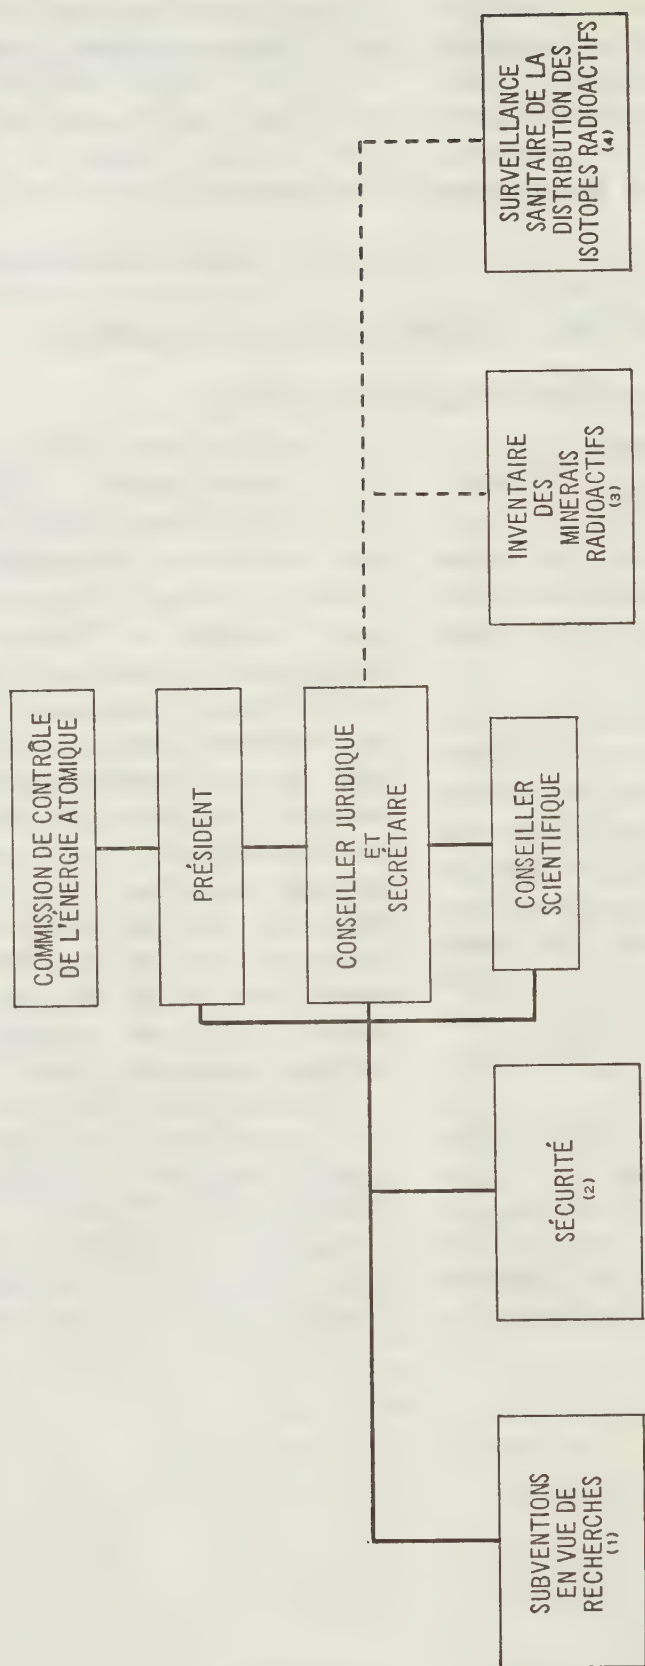 COMMISSION DE CONTRÔLE
DE L'ÉNERGIE ATOMIQUE
PRÉSIDENT
CONSEILLER JURIDIQUE
ET
SECRÉTAIRE
CONSEILLER
SCIENTIFIQUE
SUBVENTIONS
EN VUE DE
RECHERCHES
(1)
SÉCURITÉ
(2)
INVENTAIRE
DES
MINERAIS
RADIOACTIFS
(3)
SURVEILLANCE
SANITAIRE DE LA
DISTRIBUTION DES
ISOTOPES RADIOACTIFS
(4)